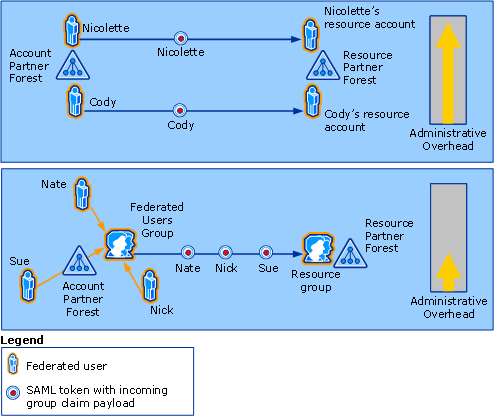 Nicolette
Nicolette's
resource account
Account
Partner
Forest
Nicolette
Resource
Partner
Forest
Cody
Cody
Cody's resource
account
Administrative
Overhead
Nate
Federated
Users
Group
Resource
Partner
Forest
Sue
Account
Partner
Forest
Nick
Nate
Nick
Sue
Resource
group
Administrative
Overhead
Legend
Federated user
SAML token with incoming
group claim payload